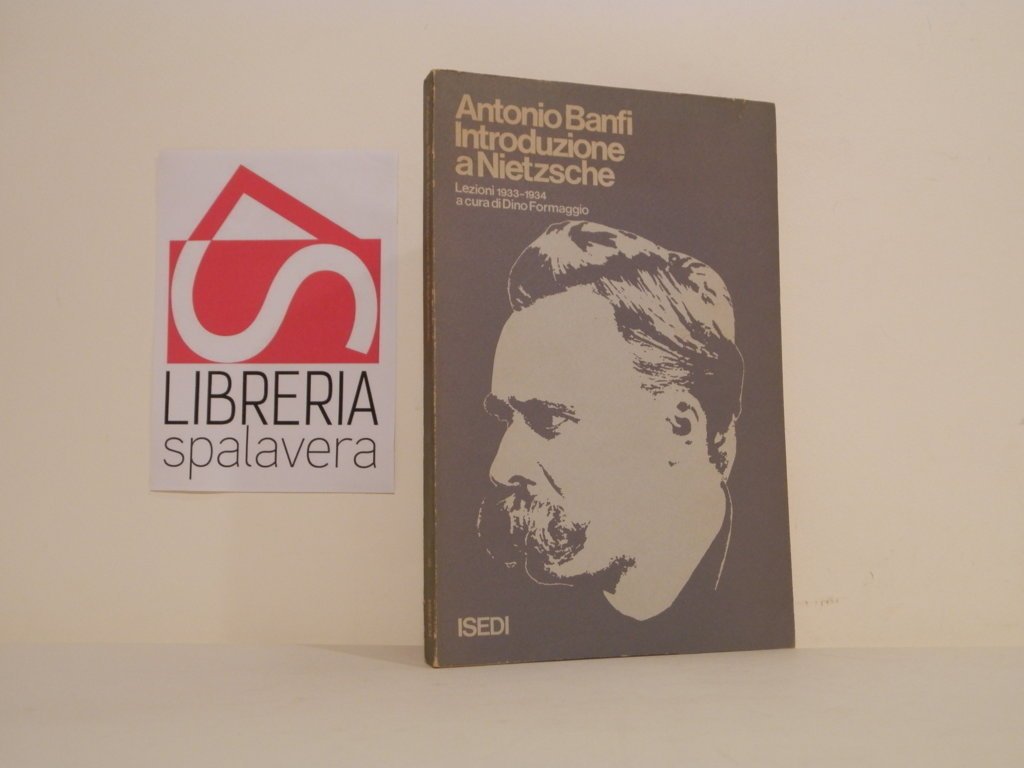 LIBRERIA
spalavera
Antonio Banfi
Introduzione
a Nietzsche
Lezioni 1933-1934
a cura di Dino Formaggio
ISEDI